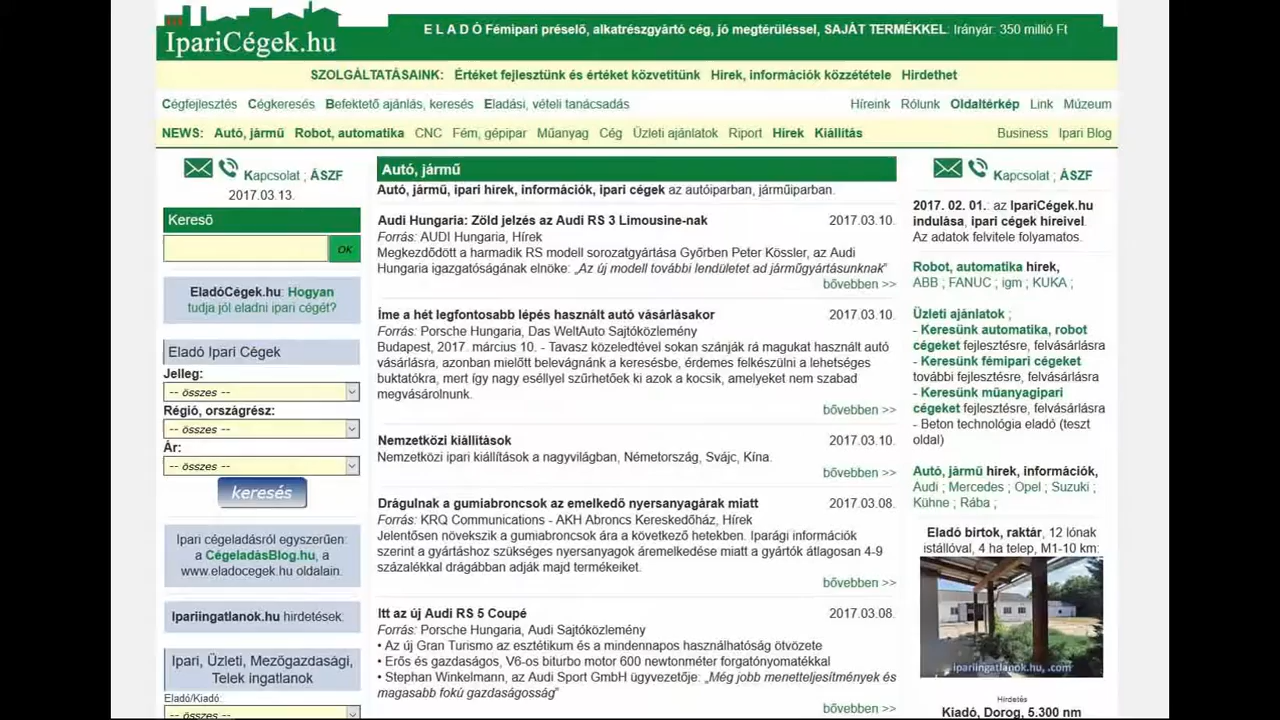 IpariCégek.hu
E L A D Ó Fémipari préselő, alkatrészgyártó cég, jó megtérüléssel, SAJÁT TERMÉKKEL: Irányár: 350 millió Ft
SZOLGÁLTATÁSAINK: Értéket fejlesztünk és értéket közvetitünk Hirek, információk közzététele Hirdethet
Cégfejlesztés Cégkeresés Befektető ajánlás, keresés Eladási, vételi tanácsadás
Híreink Rólunk Oldaltérkép Link Múzeum
NEWS: Autó, jármű Robot, automatika CNC Fém, gépipar Műanyag Cég Üzleti ajánlatok Riport Hírek Kiállítás
Business Ipari Blog
Kapcsolat ; ÁSZF
2017.03.13.
Kereső
OK
EladóCégek.hu: Hogyan
tudja jól eladni ipari cégét?
Eladó Ipari Cégek
Jelleg:
-- összes --
Régió, országrész:
-- összes --
Ár:
-- összes --
keresés
Ipari cégeladásról egyszerűen:
a CégeladásBlog.hu, a
www.eladocegek.hu oldalain.
Ipariingatlanok.hu hirdetések:
Ipari, Üzleti, Mezőgazdasági,
Telek ingatlanok
Eladó/Kiadó:
-- összes --
Autó, jármű
Autó, jármű, ipari hírek, információk, ipari cégek az autóiparban, járműiparban.
Audi Hungaria: Zöld jelzés az Audi RS 3 Limousine-nak 2017.03.10.
Forrás: AUDI Hungaria, Hírek
Megkezdődött a harmadik RS modell sorozatgyártása Győrben Peter Kössler, az Audi
Hungaria igazgatóságának elnöke: „Az új modell további lendületet ad járműgyártásunknak"
bővebben >>
Íme a hét legfontosabb lépés használt autó vásárlásakor 2017.03.10.
Forrás: Porsche Hungaria, Das WeltAuto Sajtóközlemény
Budapest, 2017. március 10. - Tavasz közeledtével sokan szánják rá magukat használt autó
vásárlásra, azonban mielőtt belevágnánk a keresésbe, érdemes felkészülni a lehetséges
buktatókra, mert így nagy eséllyel szűrhetőek ki azok a kocsik, amelyeket nem szabad
megvásárolnunk.
bővebben >>
Nemzetközi kiállítások 2017.03.10.
Nemzetközi ipari kiállítások a nagyvilágban, Németország, Svájc, Kína.
bővebben >>
Drágulnak a gumiabroncsok az emelkedő nyersanyagárak miatt 2017.03.08.
Forrás: KRQ Communications - AKH Abroncs Kereskedőház, Hírek
Jelentősen növekszik a gumiabroncsok ára a következő hetekben. Iparági információk
szerint a gyártáshoz szükséges nyersanyagok áremelkedése miatt a gyártók átlagosan 4-9
százalékkal drágábban adják majd termékeiket.
bővebben >>
Itt az új Audi RS 5 Coupé 2017.03.08.
Forrás: Porsche Hungaria, Audi Sajtóközlemény
• Az új Gran Turismo az esztétikum és a mindennapos használhatóság ötvözete
• Erős és gazdaságos, V6-os biturbo motor 600 newtonméter forgatónyomatékkal
• Stephan Winkelmann, az Audi Sport GmbH ügyvezetője: „Még jobb menetteljesítmények és
magasabb fokú gazdaságosság"
bővebben >>
Kapcsolat ; ÁSZF
2017. 02. 01.: az IpariCégek.hu
indulása, ipari cégek híreivel.
Az adatok felvitele folyamatos.
Robot, automatika hírek,
ABB ; FANUC ; igm ; KUKA ;
Üzleti ajánlatok ;
- Keresünk automatika, robot
cégeket fejlesztésre, felvásárlásra
- Keresünk fémipari cégeket
további fejlesztésre, felvásárlásra
- Keresünk műanyagipari
cégeket fejlesztésre, felvásárlásra
- Beton technológia eladó (teszt
oldal)
Autó, jármű hírek, információk,
Audi ; Mercedes ; Opel ; Suzuki ;
Kühne ; Rába ;
Eladó birtok, raktár, 12 lónak
istállóval, 4 ha telep, M1-10 km:
ipariingatlanok.hu, .com
Hirdetés
Kiadó, Dorog, 5.300 nm